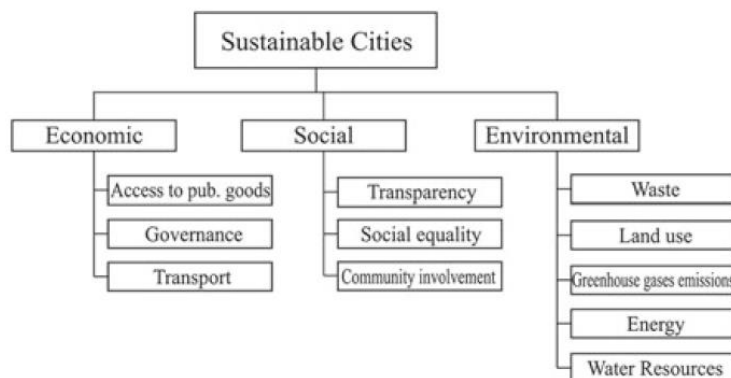 Sustainable Cities
Economic
Social
Environmental
Access to pub. goods
Governance
Transport
Transparency
Social equality
Community involvement
Waste
Land use
Greenhouse gases emissions
Energy
Water Resources